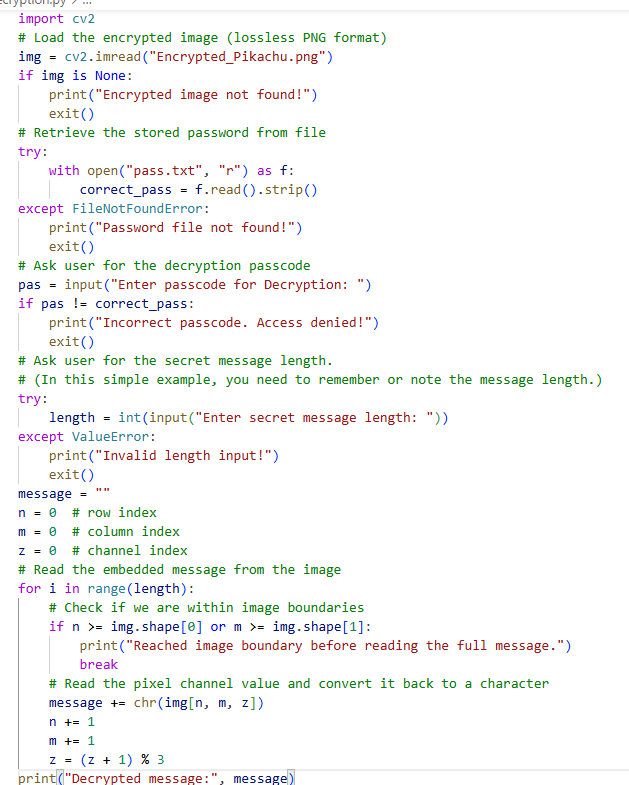 ecryption.py > ...
import cv2
# Load the encrypted image (lossless PNG format)
img = cv2.imread("Encrypted_Pikachu.png")
if img is None:
    print("Encrypted image not found!")
    exit()
# Retrieve the stored password from file
try:
    with open("pass.txt", "r") as f:
        correct_pass = f.read().strip()
except FileNotFoundError:
    print("Password file not found!")
    exit()
# Ask user for the decryption passcode
pas = input("Enter passcode for Decryption: ")
if pas != correct_pass:
    print("Incorrect passcode. Access denied!")
    exit()
# Ask user for the secret message length.
# (In this simple example, you need to remember or note the message length.)
try:
    length = int(input("Enter secret message length: "))
except ValueError:
    print("Invalid length input!")
    exit()
message = ""
n = 0  # row index
m = 0  # column index
z = 0  # channel index
# Read the embedded message from the image
for i in range(length):
    # Check if we are within image boundaries
    if n >= img.shape[0] or m >= img.shape[1]:
        print("Reached image boundary before reading the full message.")
        break
    # Read the pixel channel value and convert it back to a character
    message += chr(img[n, m, z])
    n += 1
    m += 1
    z = (z + 1) % 3
print("Decrypted message:", message)